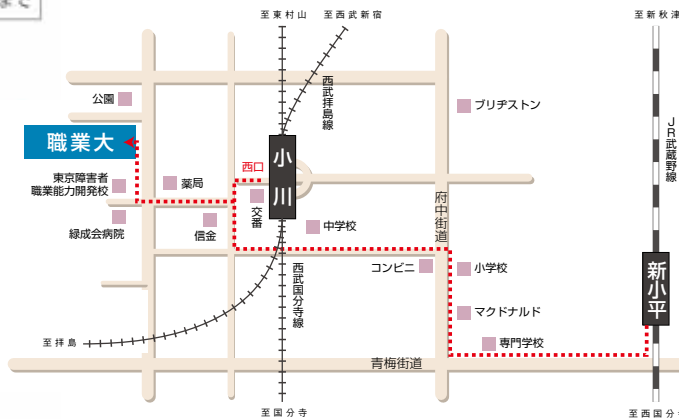 至東村山
至西武新宿
至新秋津
公園
西武拝島線
ブリヂストン
JR武蔵野線
職業大
小川
西口
東京障害者
職業能力開発校
薬局
交番
府中街道
緑成会病院
信金
中学校
コンビニ
小学校
新小平
西武国分寺線
マクドナルド
至拝島
専門学校
青梅街道
至国分寺
至西国分